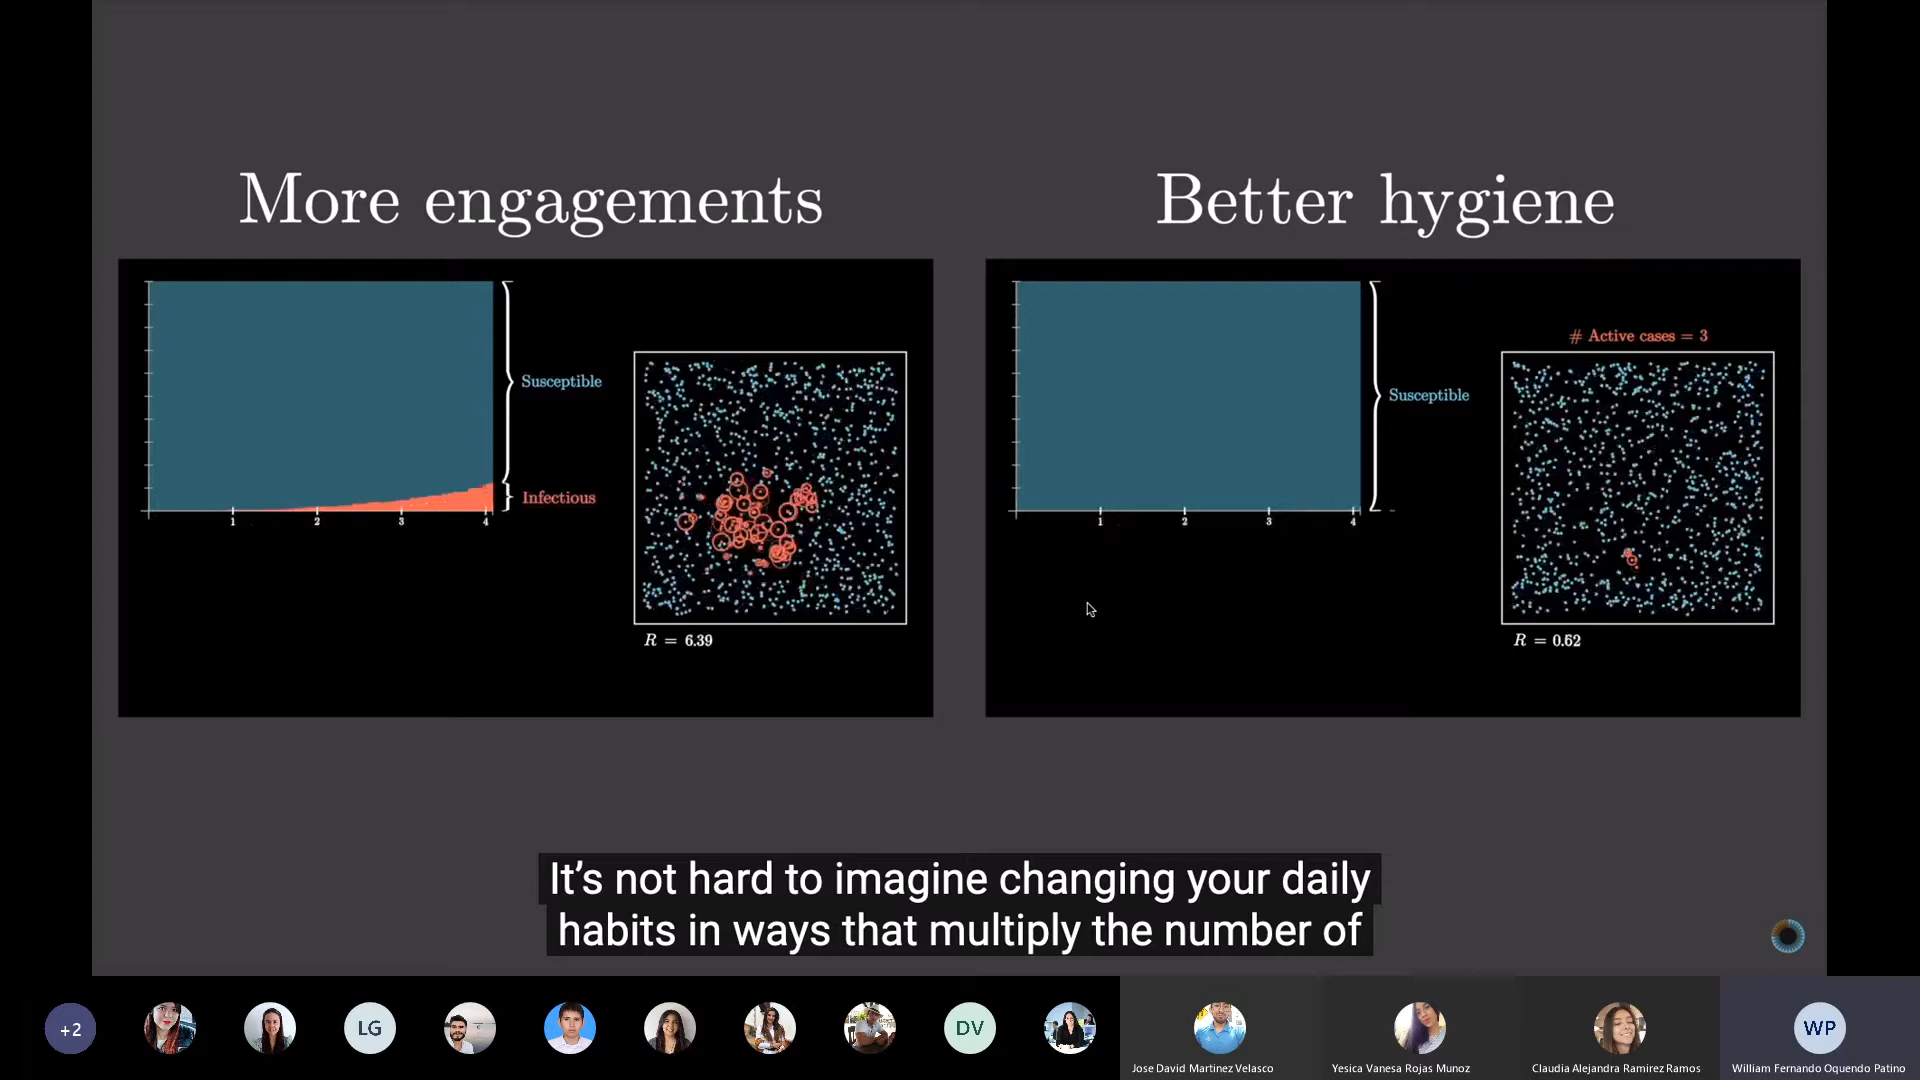 More engagements
Better hygiene
Susceptible
Infectious
1 2 3 4
R = 6.39
# Active cases = 3
Susceptible
1 2 3 4
R = 0.52
It’s not hard to imagine changing your daily
habits in ways that multiply the number of
+2
LG
DV
WP
Jose David Martinez Velasco
Yesica Vanesa Rojas Munoz
Claudia Alejandra Ramirez Ramos
William Fernando Oquendo Patino